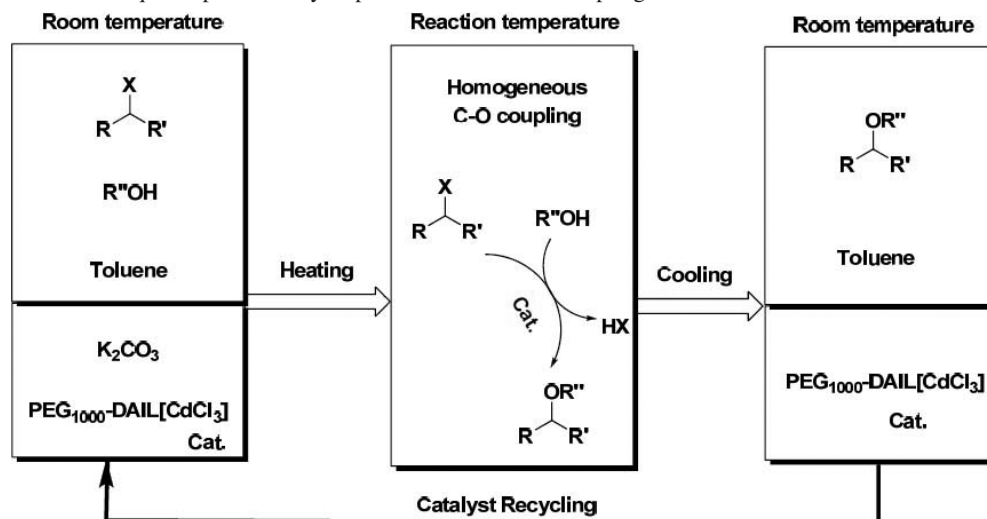 Room temperature
X
R R'
R"OH
Toluene
K2CO3
PEG1000-DAIL[CdCl3]
Cat.
Heating
Reaction temperature
Homogeneous
C-O coupling
X
R R'
R"OH
Cat.
HX
OR"
R R'
Cooling
Room temperature
OR"
R R'
Toluene
PEG1000-DAIL[CdCl3]
Cat.
Catalyst Recycling